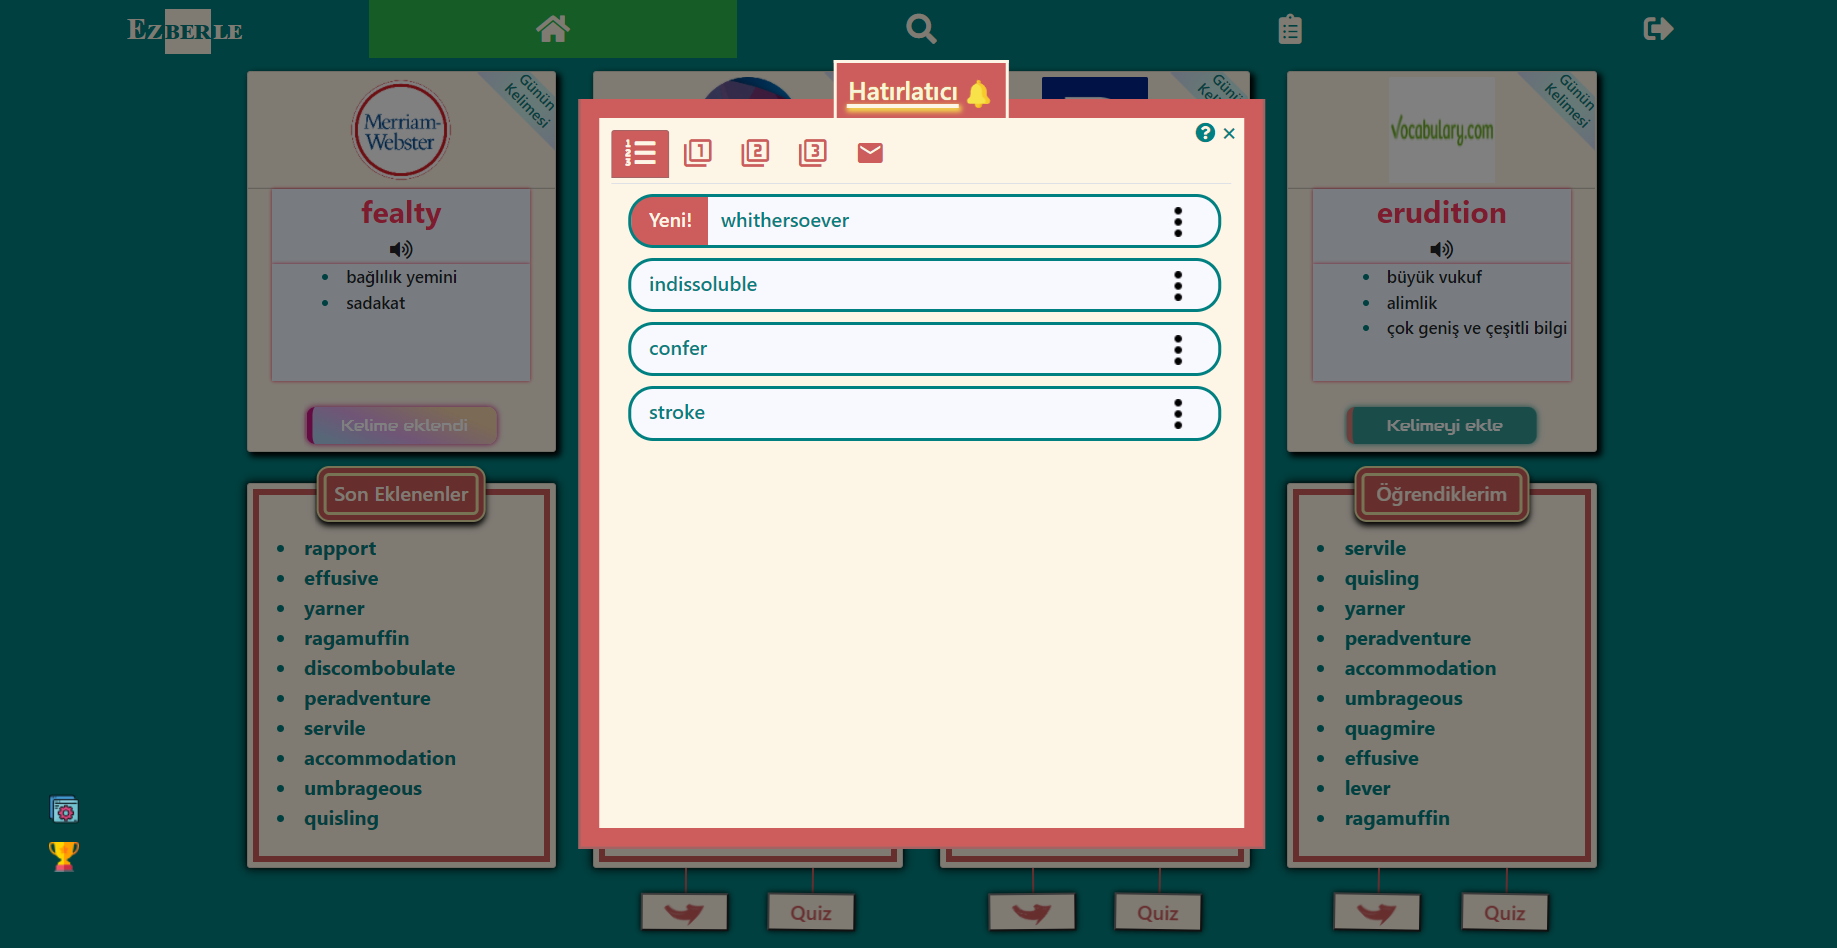 EZBERLE
Günün
Kelimesi
Merriam-
Webster
fealty
bağlılık yemini
sadakat
Kelime eklendi
Hatırlatıcı
Yeni! whithersoever
indissoluble
confer
stroke
Günün
Kelimesi
Günün
Kelimesi
Vocabulary.com
erudition
büyük vukuf
alimlik
çok geniş ve çeşitli bilgi
Kelimeyi ekle
Son Eklenenler
rapport
effusive
yarner
ragamuffin
discombobulate
peradventure
servile
accommodation
umbrageous
quisling
Öğrendiklerim
servile
quisling
yarner
peradventure
accommodation
umbrageous
quagmire
effusive
lever
ragamuffin
Quiz
Quiz
Quiz